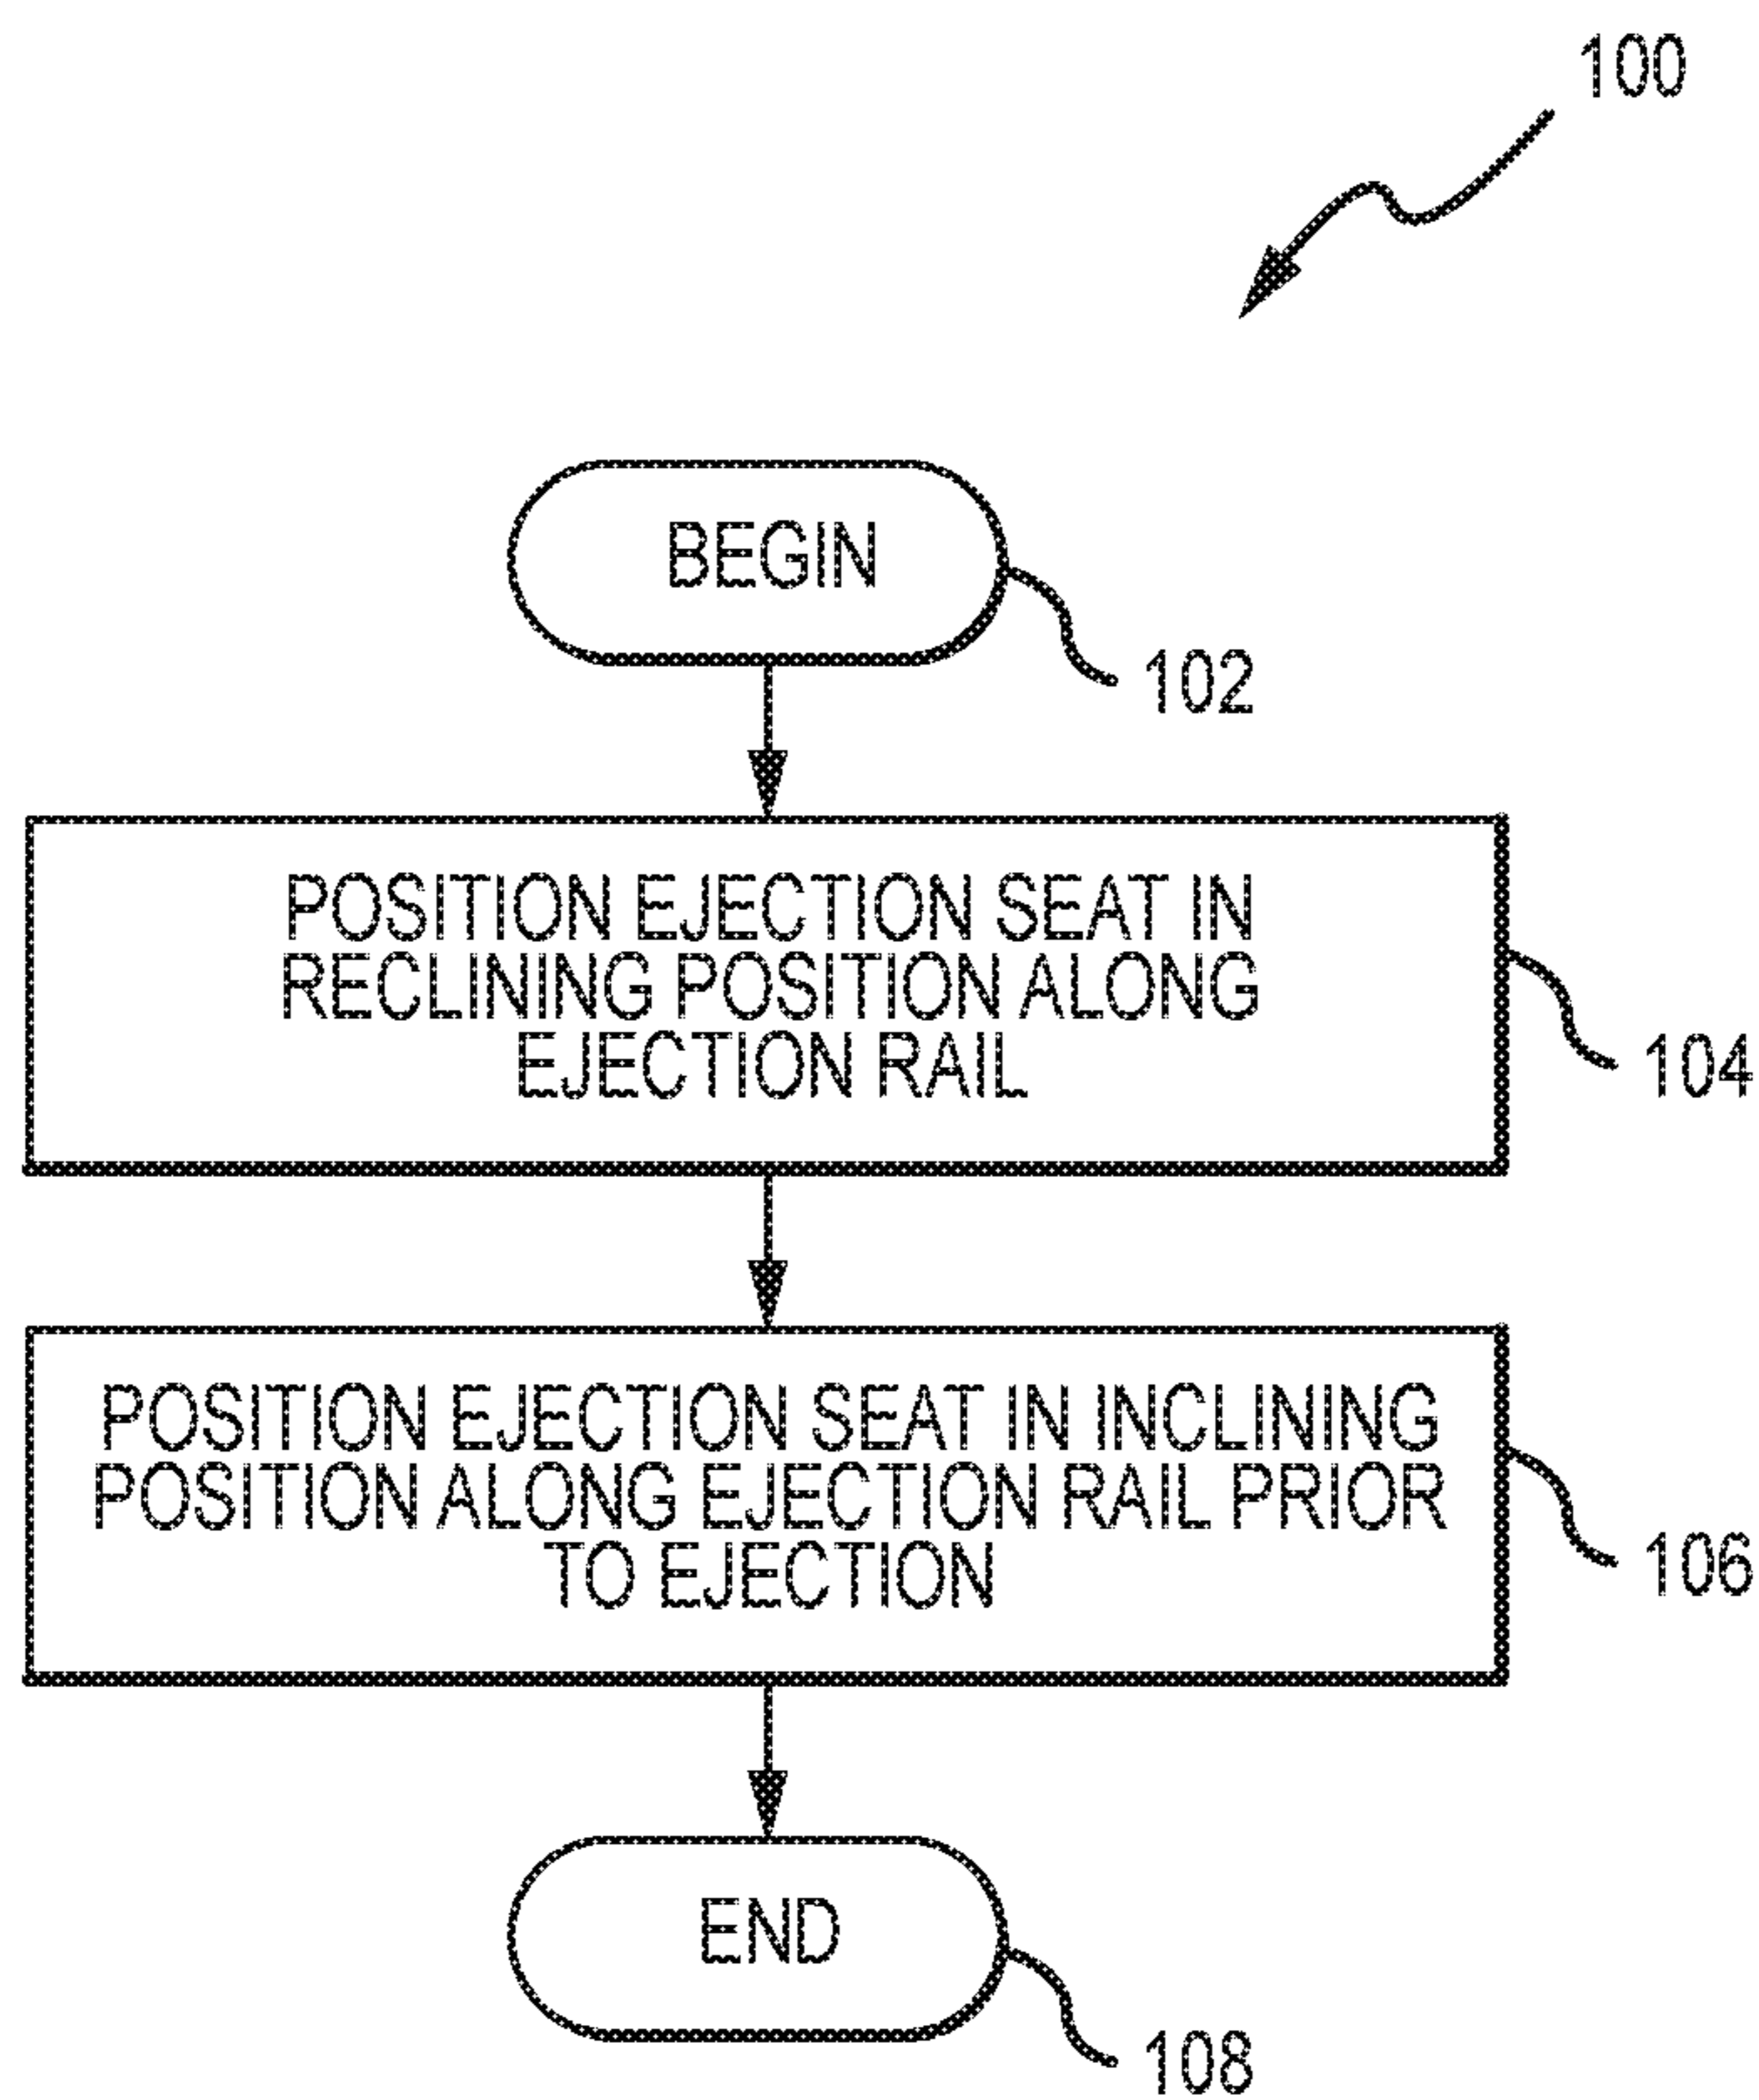 100
BEGIN
102
POSITION EJECTION SEAT IN
RECLINING POSITION ALONG
EJECTION RAIL
104
POSITION EJECTION SEAT IN INCLINING
POSITION ALONG EJECTION RAIL PRIOR
TO EJECTION
106
END
108